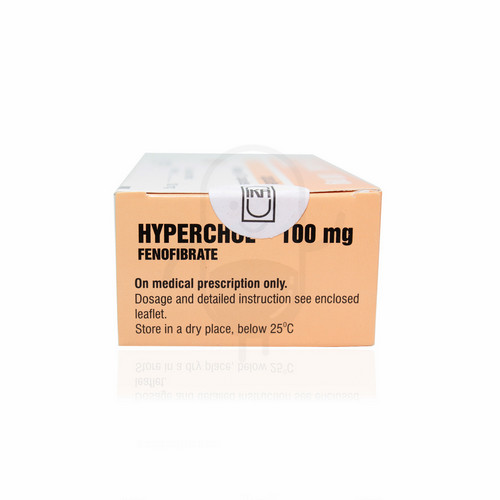 IKA
HYPERCHOL 100 mg
FENOFIBRATE
On medical prescription only.
Dosage and detailed instruction see enclosed
leaflet.
Store in a dry place, below 25°C